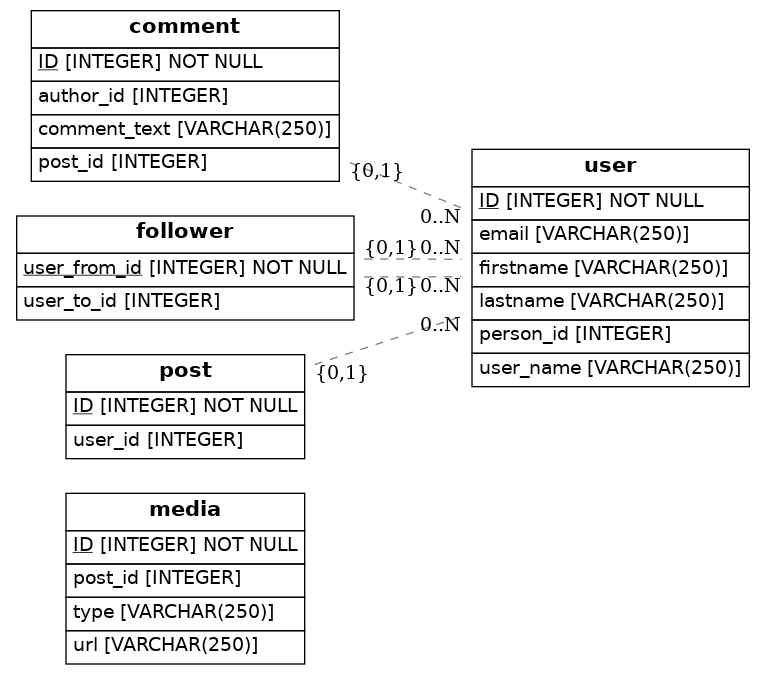 comment
ID [INTEGER] NOT NULL
author_id [INTEGER]
comment_text [VARCHAR(250)]
post_id [INTEGER]
{0,1}
0..N
follower
user_from_id [INTEGER] NOT NULL
user_to_id [INTEGER]
{0,1}
0..N
{0,1}
0..N
post
ID [INTEGER] NOT NULL
user_id [INTEGER]
{0,1}
0..N
user
ID [INTEGER] NOT NULL
email [VARCHAR(250)]
firstname [VARCHAR(250)]
lastname [VARCHAR(250)]
person_id [INTEGER]
user_name [VARCHAR(250)]
media
ID [INTEGER] NOT NULL
post_id [INTEGER]
type [VARCHAR(250)]
url [VARCHAR(250)]